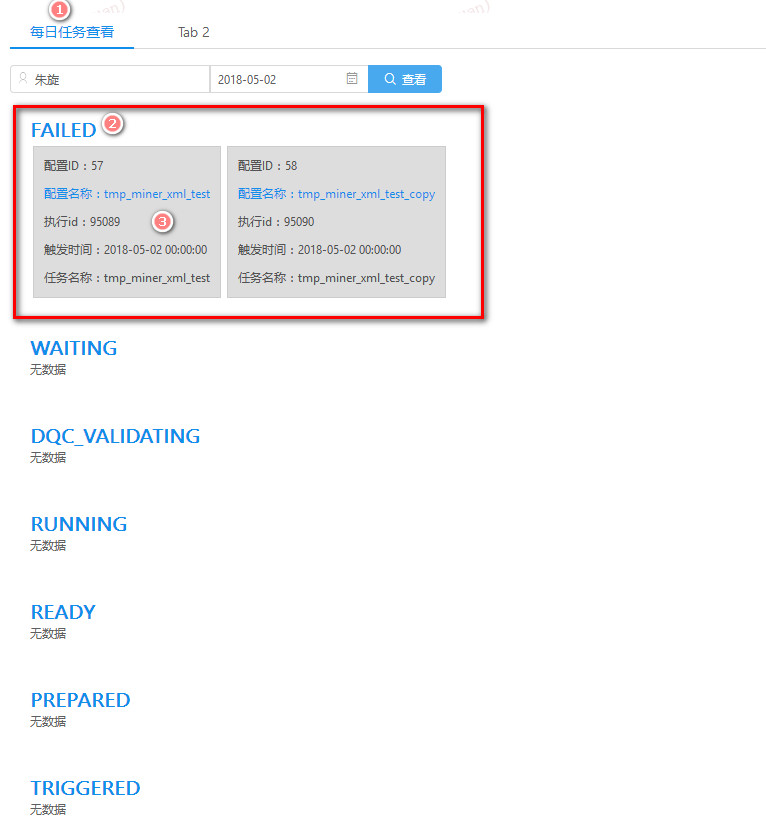 1
每日任务查看 Tab 2
朱旋 2018-05-02 查看
FAILED 2
配置ID：57
配置名称：tmp_miner_xml_test
执行id：95089 3
触发时间：2018-05-02 00:00:00
任务名称：tmp_miner_xml_test
配置ID：58
配置名称：tmp_miner_xml_test_copy
执行id：95090
触发时间：2018-05-02 00:00:00
任务名称：tmp_miner_xml_test_copy
WAITING
无数据
DQC_VALIDATING
无数据
RUNNING
无数据
READY
无数据
PREPARED
无数据
TRIGGERED
无数据